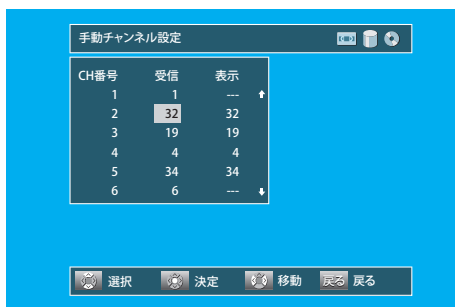 手動チャンネル設定
CH番号 受信 表示
1 1 ---
2 32 32
3 19 19
4 4 4
5 34 34
6 6 ---
選択 決定 移動 戻る 戻る